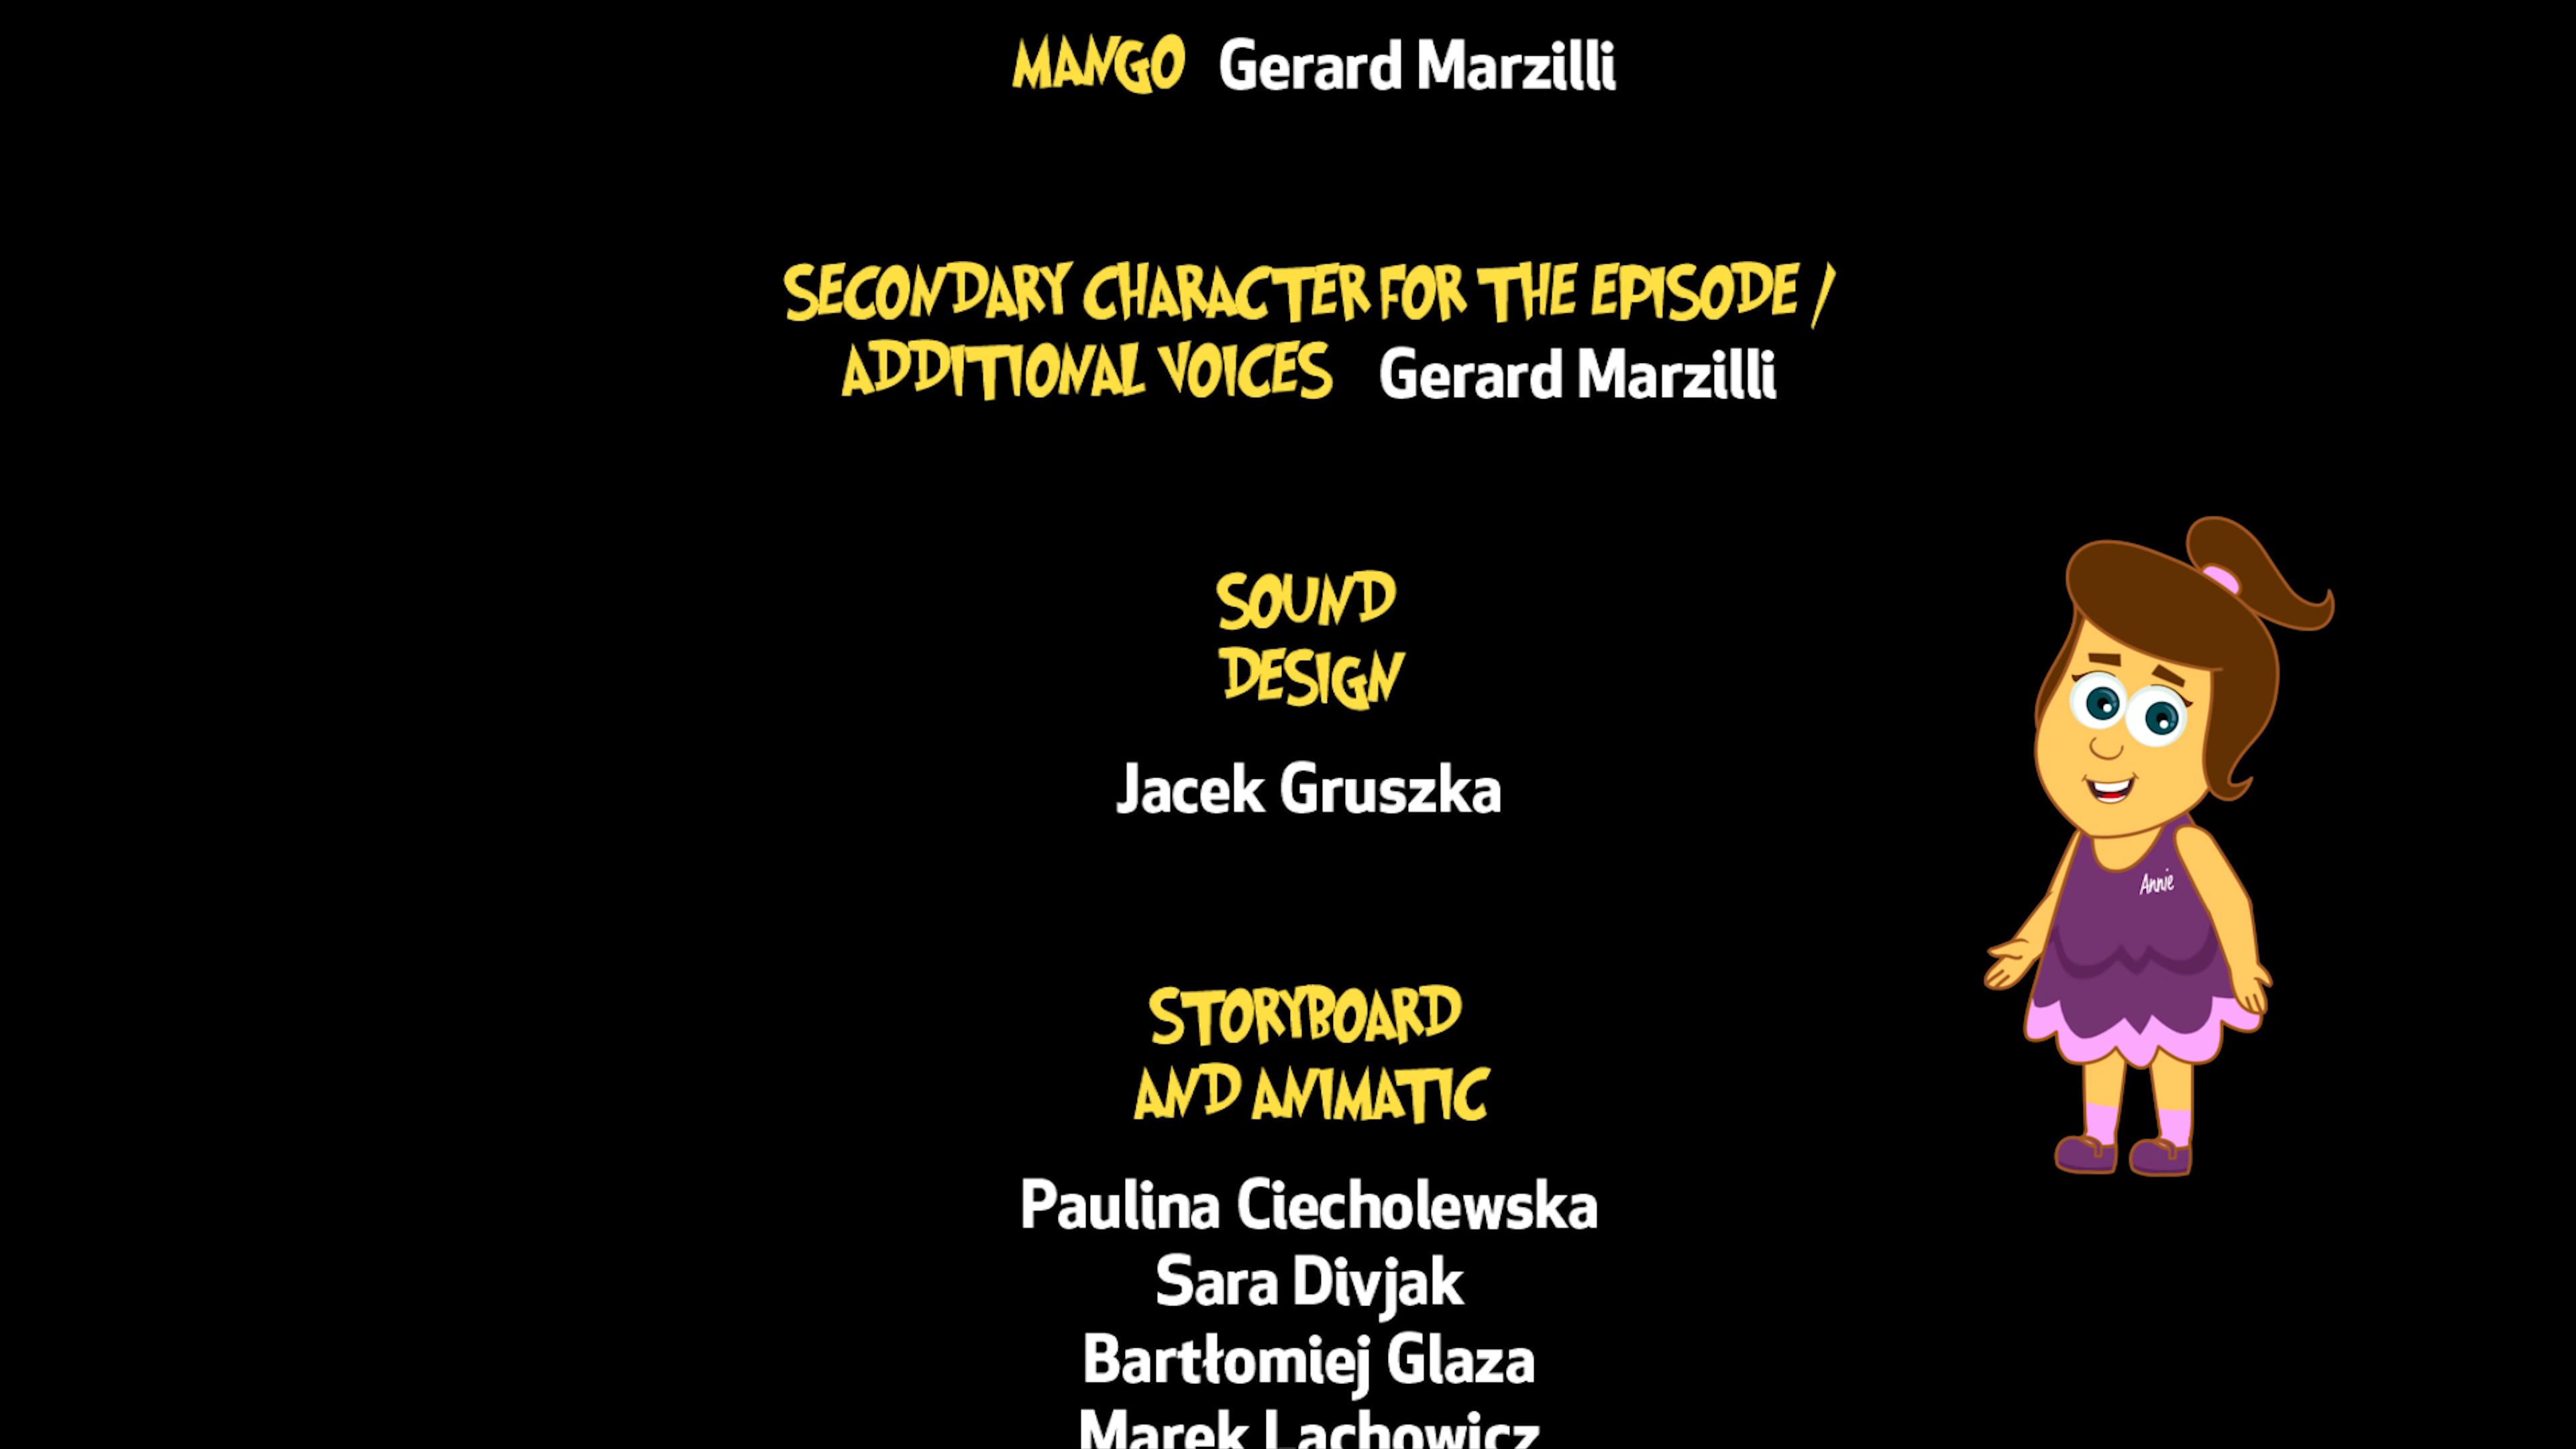 MANGO Gerard Marzilli
SECONDARY CHARACTER FOR THE EPISODE /
ADDITIONAL VOICES Gerard Marzilli
SOUND
DESIGN
Jacek Gruszka
Annie
STORYBOARD
AND ANIMATIC
Paulina Ciecholewska
Sara Divjak
Bartłomiej Glaza
Marek Lachowicz